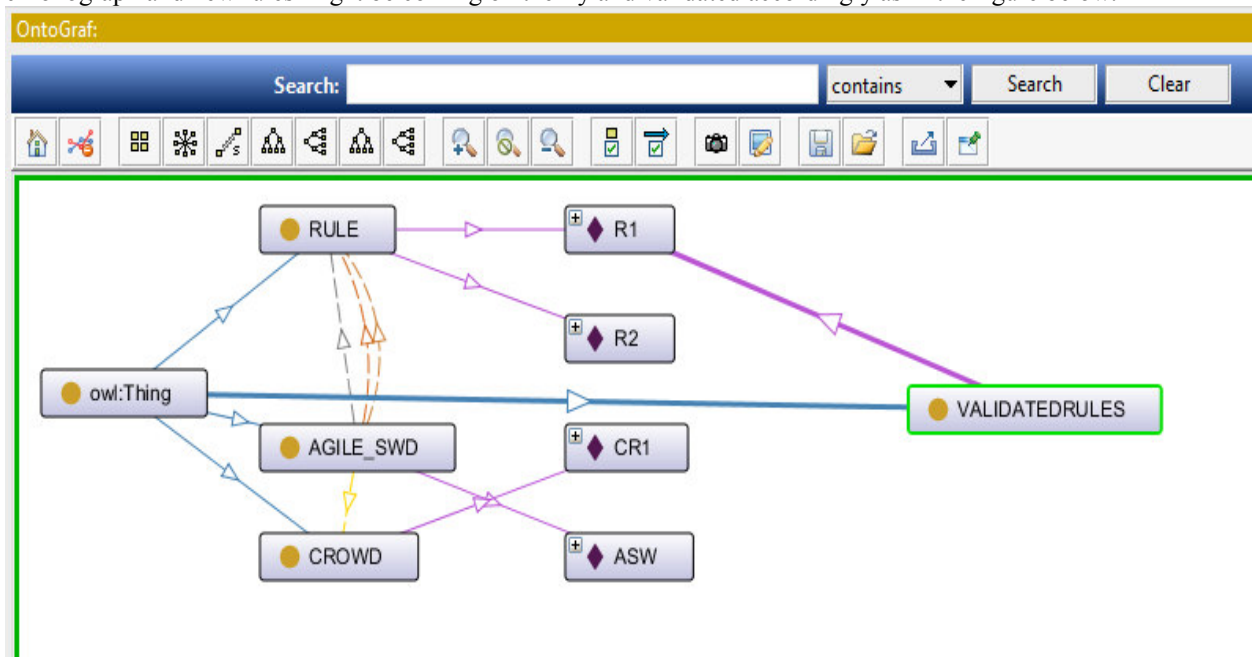 OntoGraf:
Search:
contains
Search
Clear
RULE
R1
R2
owl:Thing
VALIDATEDRULES
AGILE_SWD
CR1
CROWD
ASW